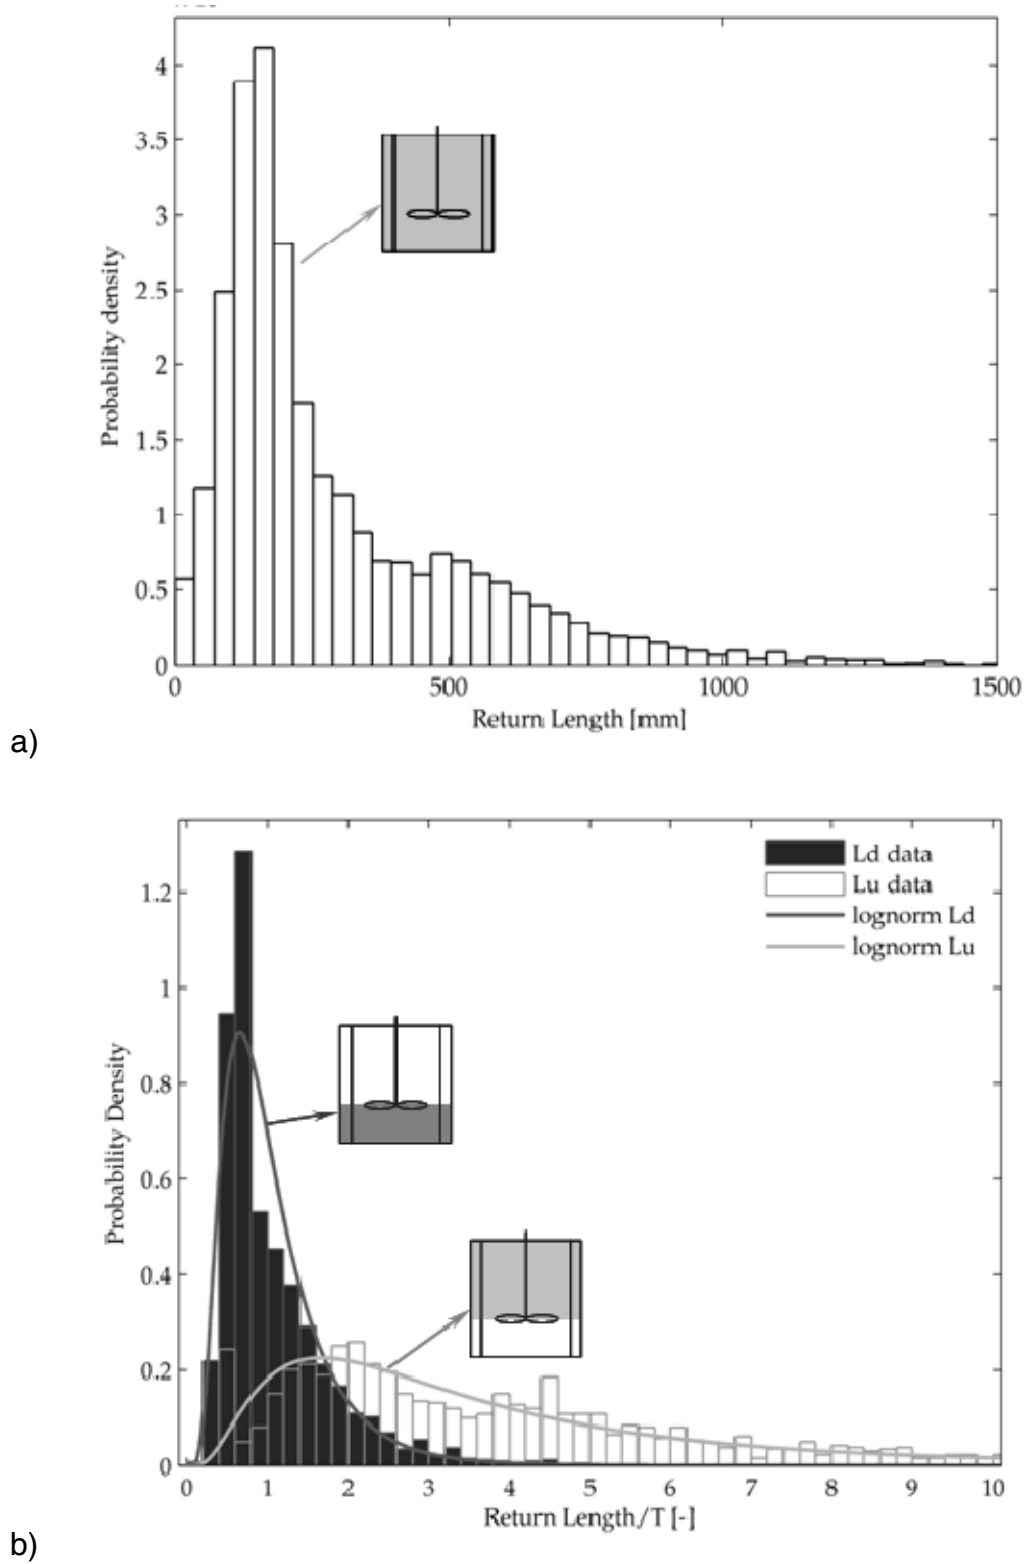 4
3.5
3
2.5
2
1.5
1
0.5
0
Probability density
0 500 1000 1500
Return Length [mm]
a)
1.2
1
0.8
0.6
0.4
0.2
0
Probability Density
Ld data
Lu data
lognorm Ld
lognorm Lu
0 1 2 3 4 5 6 7 8 9 10
Return Length/T [-]
b)